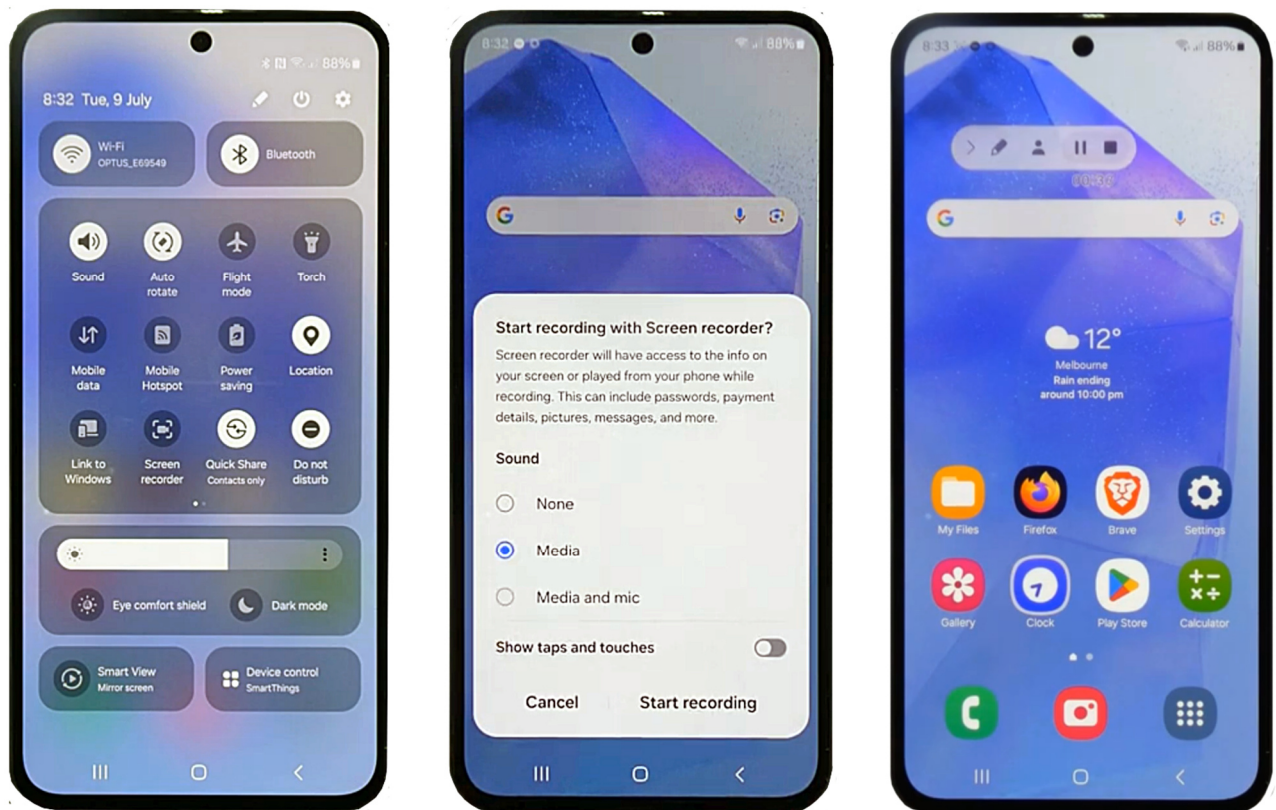 88%
8:32 Tue, 9 July
Wi-Fi
OPTUS_E69549
Bluetooth
Sound
Auto
rotate
Flight
mode
Torch
Mobile
data
Mobile
Hotspot
Power
saving
Location
Link to
Windows
Screen
recorder
Quick Share
Contacts only
Do not
disturb
Eye comfort shield
Dark mode
Smart View
Mirror screen
Device control
SmartThings
8:32
88%
Start recording with Screen recorder?
Screen recorder will have access to the info on
your screen or played from your phone while
recording. This can include passwords, payment
details, pictures, messages, and more.
Sound
None
Media
Media and mic
Show taps and touches
Cancel
Start recording
8:33
88%
12°
Melbourne
Rain ending
around 10:00 pm
My Files
Firefox
Brave
Settings
Gallery
Clock
Play Store
Calculator